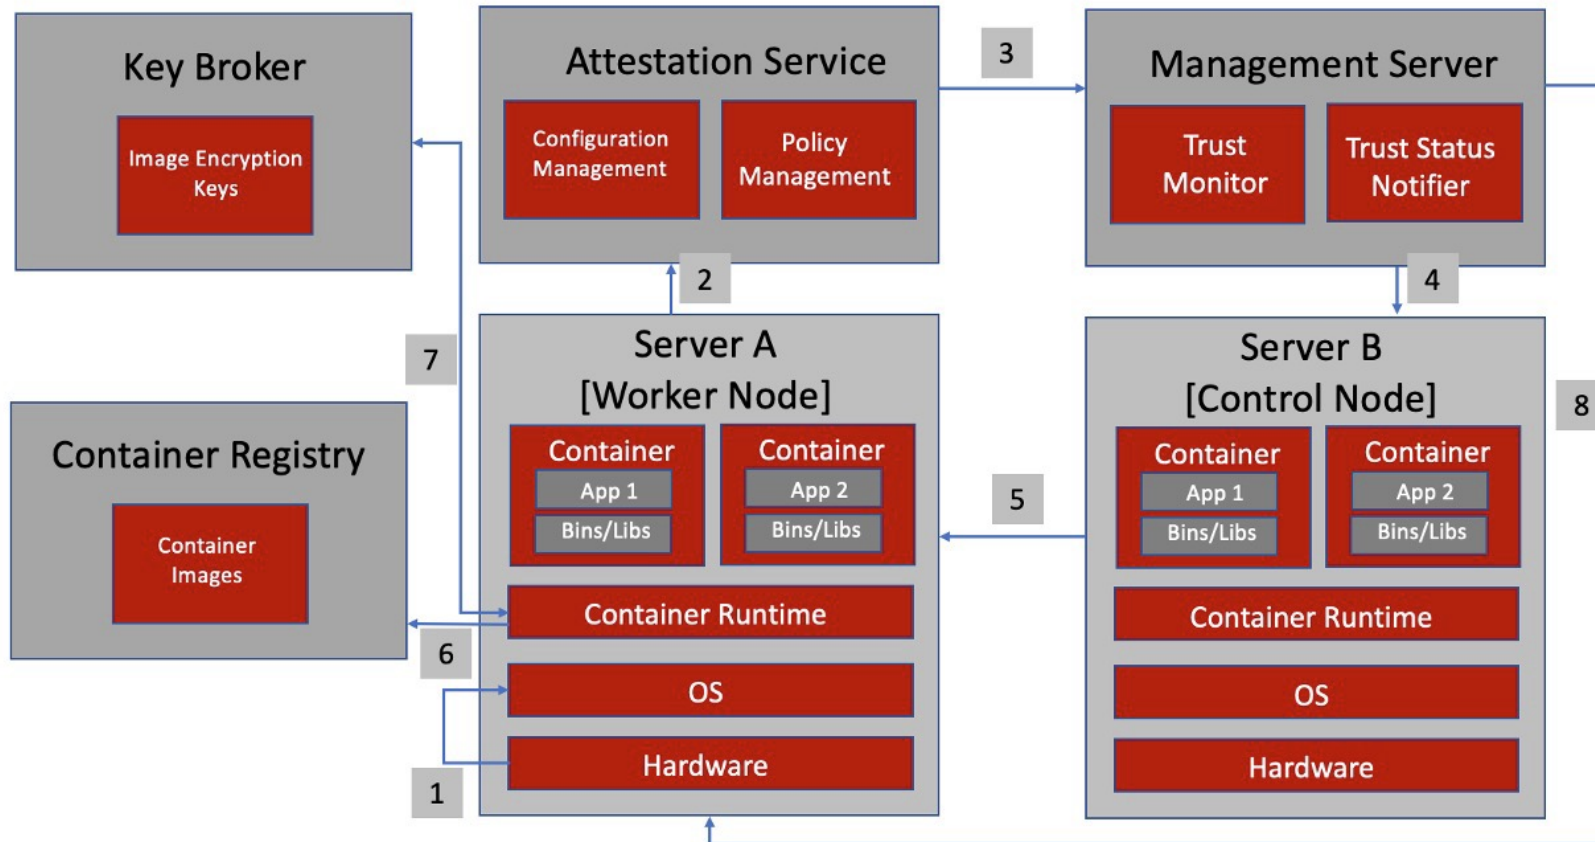 Key Broker
Image Encryption
Keys
Attestation Service
Configuration
Management
Policy
Management
3
Management Server
Trust
Monitor
Trust Status
Notifier
2
4
7
Container Registry
Container
Images
Server A
[Worker Node]
Container
App 1
Bins/Libs
Container
App 2
Bins/Libs
Container Runtime
OS
Hardware
5
Server B
[Control Node]
Container
App 1
Bins/Libs
Container
App 2
Bins/Libs
Container Runtime
OS
Hardware
8
6
1